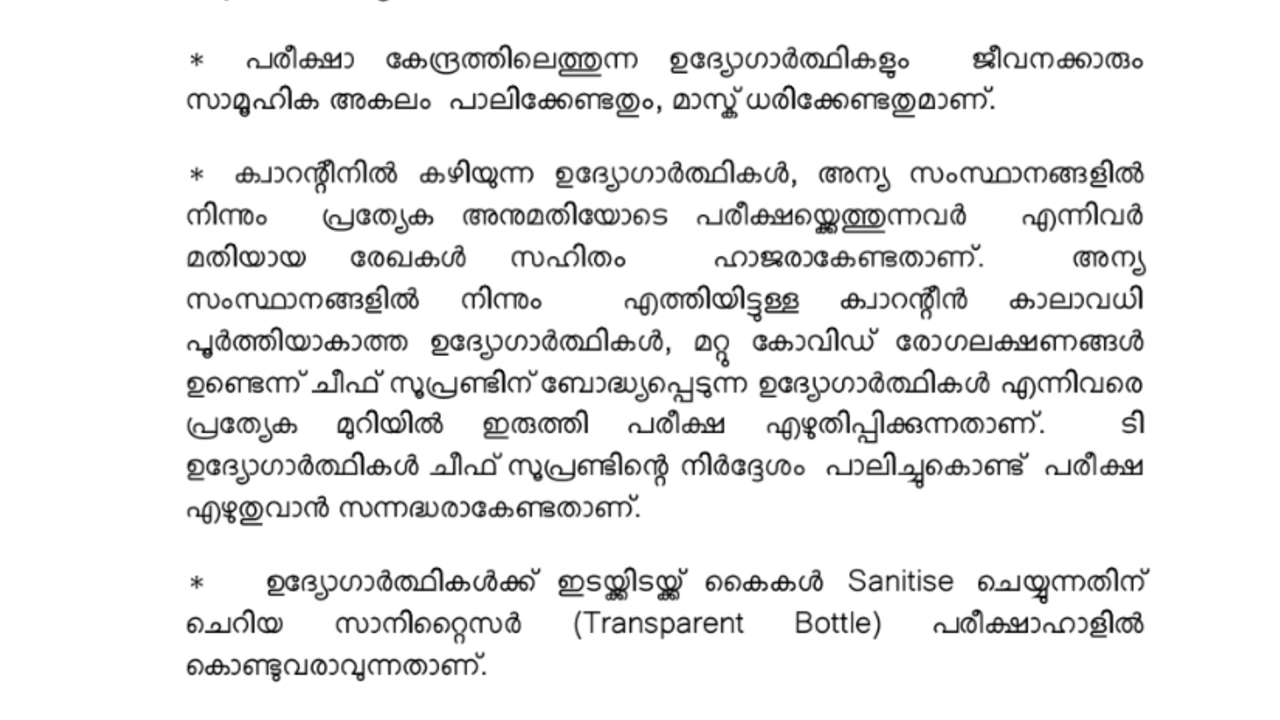 * പരീക്ഷാ കേന്ദ്രത്തിലെത്തുന്ന ഉദ്യോഗാർത്ഥികളും ജീവനക്കാരും
സാമൂഹിക അകലം പാലിക്കേണ്ടതും, മാസ്ക് ധരിക്കേണ്ടതുമാണ്.
* ക്വാറന്റീനിൽ കഴിയുന്ന ഉദ്യോഗാർത്ഥികൾ, അന്യ സംസ്ഥാനങ്ങളിൽ
നിന്നും പ്രത്യേക അനുമതിയോടെ പരീക്ഷയ്ക്കെത്തുന്നവർ എന്നിവർ
മതിയായ രേഖകൾ സഹിതം ഹാജരാകേണ്ടതാണ്. അന്യ
സംസ്ഥാനങ്ങളിൽ നിന്നും എത്തിയിട്ടുള്ള ക്വാറന്റീൻ കാലാവധി
പൂർത്തിയാകാത്ത ഉദ്യോഗാർത്ഥികൾ, മറ്റു കോവിഡ് രോഗലക്ഷണങ്ങൾ
ഉണ്ടെന്ന് ചീഫ് സൂപ്രണ്ടിന് ബോദ്ധ്യപ്പെടുന്ന ഉദ്യോഗാർത്ഥികൾ എന്നിവരെ
പ്രത്യേക മുറിയിൽ ഇരുത്തി പരീക്ഷ എഴുതിപ്പിക്കുന്നതാണ്. ടി
ഉദ്യോഗാർത്ഥികൾ ചീഫ് സൂപ്രണ്ടിന്റെ നിർദ്ദേശം പാലിച്ചുകൊണ്ട് പരീക്ഷ
എഴുതുവാൻ സന്നദ്ധരാകേണ്ടതാണ്.
* ഉദ്യോഗാർത്ഥികൾക്ക് ഇടയ്ക്കിടയ്ക്ക് കൈകൾ Sanitise ചെയ്യുന്നതിന്
ചെറിയ സാനിറ്റൈസർ (Transparent Bottle) പരീക്ഷാഹാളിൽ
കൊണ്ടുവരാവുന്നതാണ്.